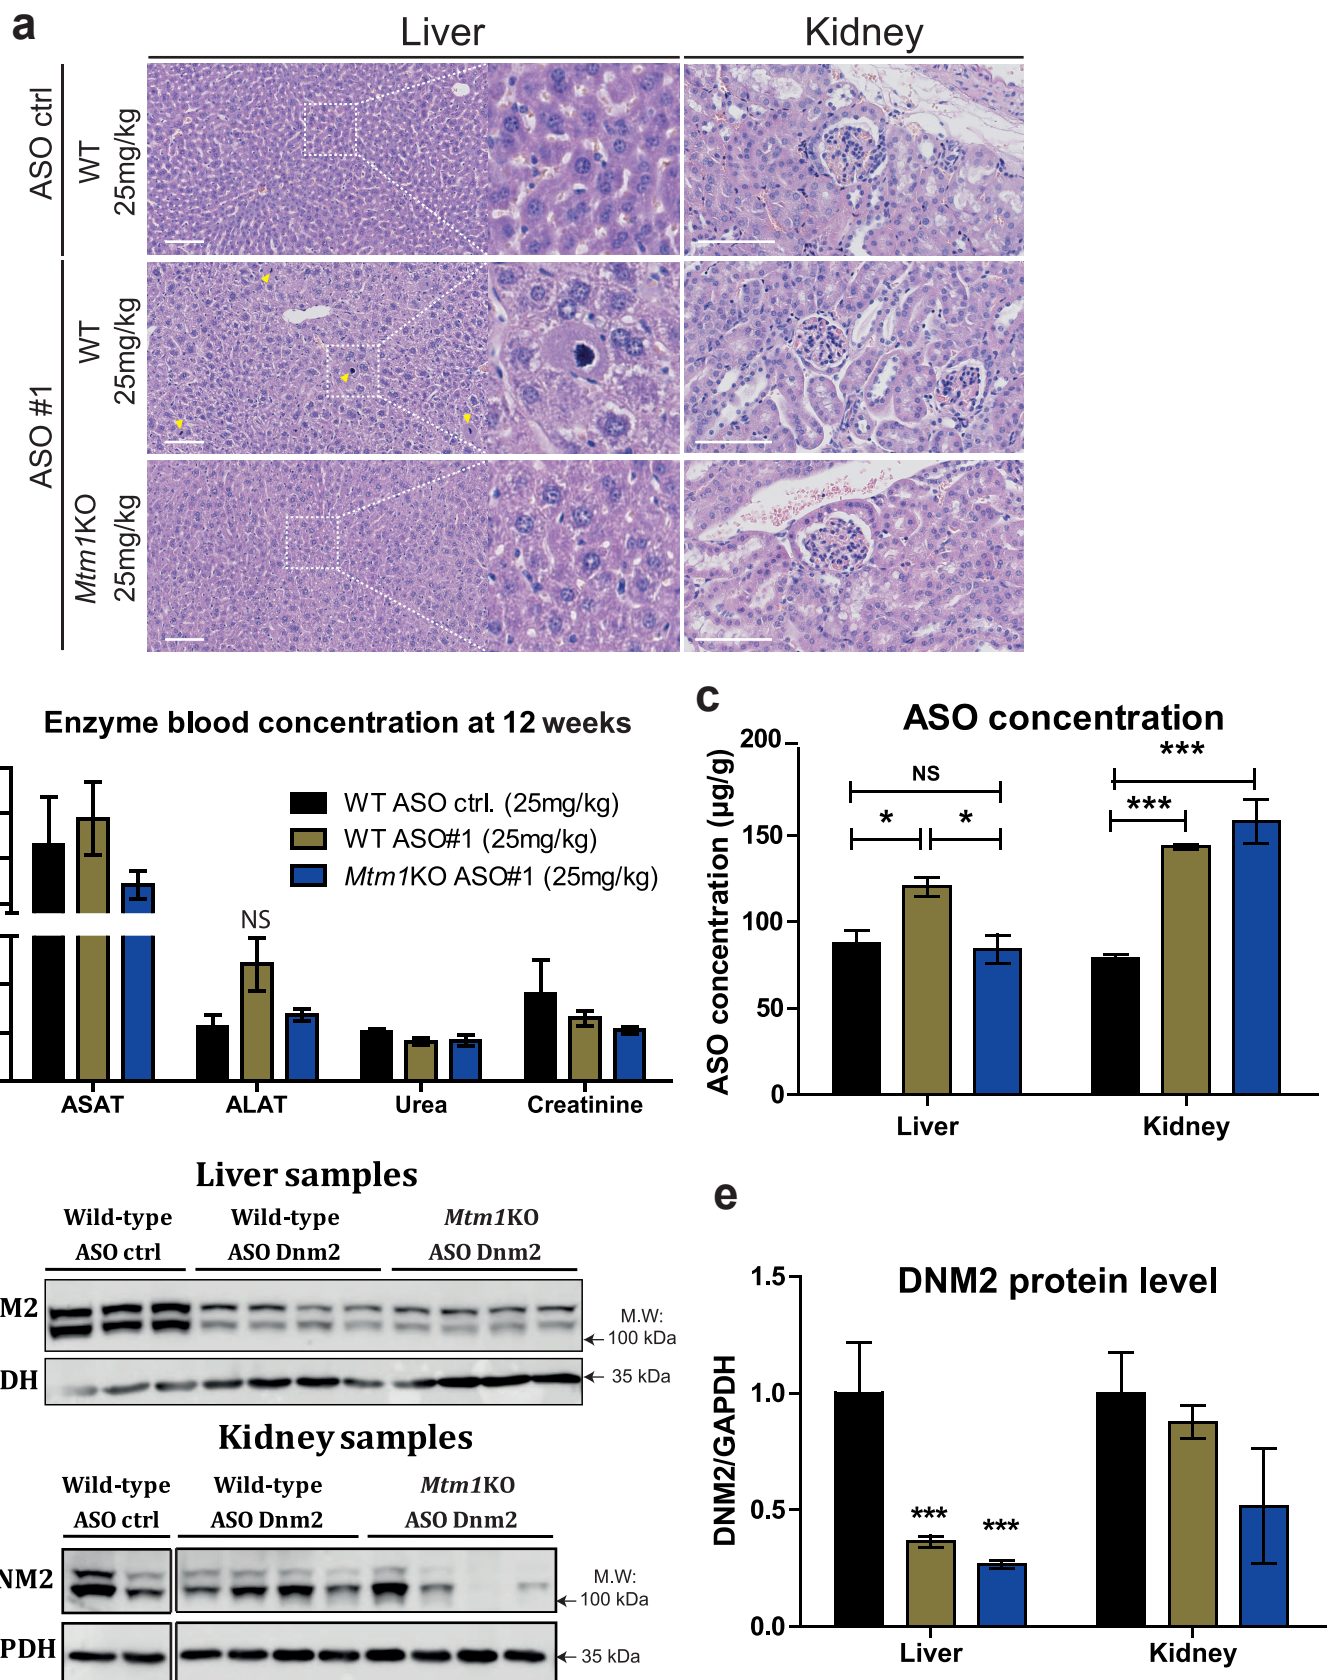 a
Liver
Kidney
ASO ctrl
WT
25mg/kg
ASO #1
WT
25mg/kg
Mtm1KO
25mg/kg
Enzyme blood concentration at 12 weeks
WT ASO ctrl. (25mg/kg)
WT ASO#1 (25mg/kg)
Mtm1KO ASO#1 (25mg/kg)
NS
ASAT
ALAT
Urea
Creatinine
c
ASO concentration
ASO concentration (µg/g)
200
150
100
50
0
NS
*
*
***
***
Liver
Kidney
Liver samples
Wild-type
ASO ctrl
Wild-type
ASO Dnm2
Mtm1KO
ASO Dnm2
M2
M.W:
100 kDa
DH
35 kDa
Kidney samples
Wild-type
ASO ctrl
Wild-type
ASO Dnm2
Mtm1KO
ASO Dnm2
NM2
M.W:
100 kDa
PDH
35 kDa
e
DNM2 protein level
DNM2/GAPDH
1.5
1.0
0.5
0.0
***
***
Liver
Kidney